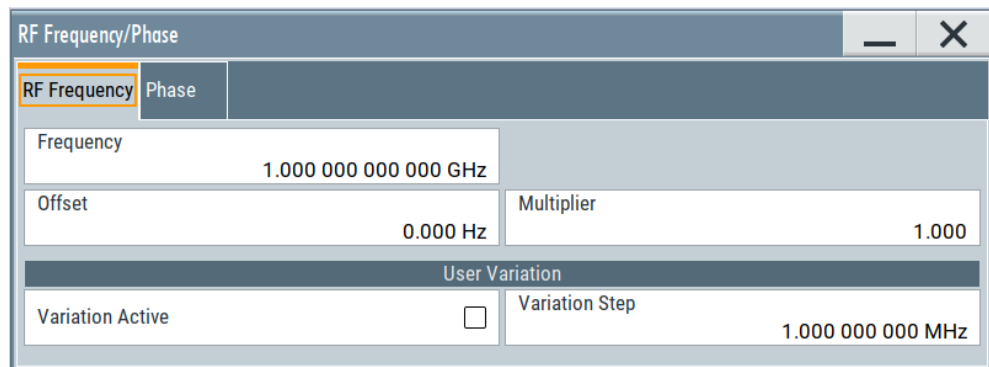 RF Frequency/Phase
RF Frequency Phase
Frequency
1.000 000 000 000 GHz
Offset
0.000 Hz
Multiplier
1.000
User Variation
Variation Active
Variation Step
1.000 000 000 MHz